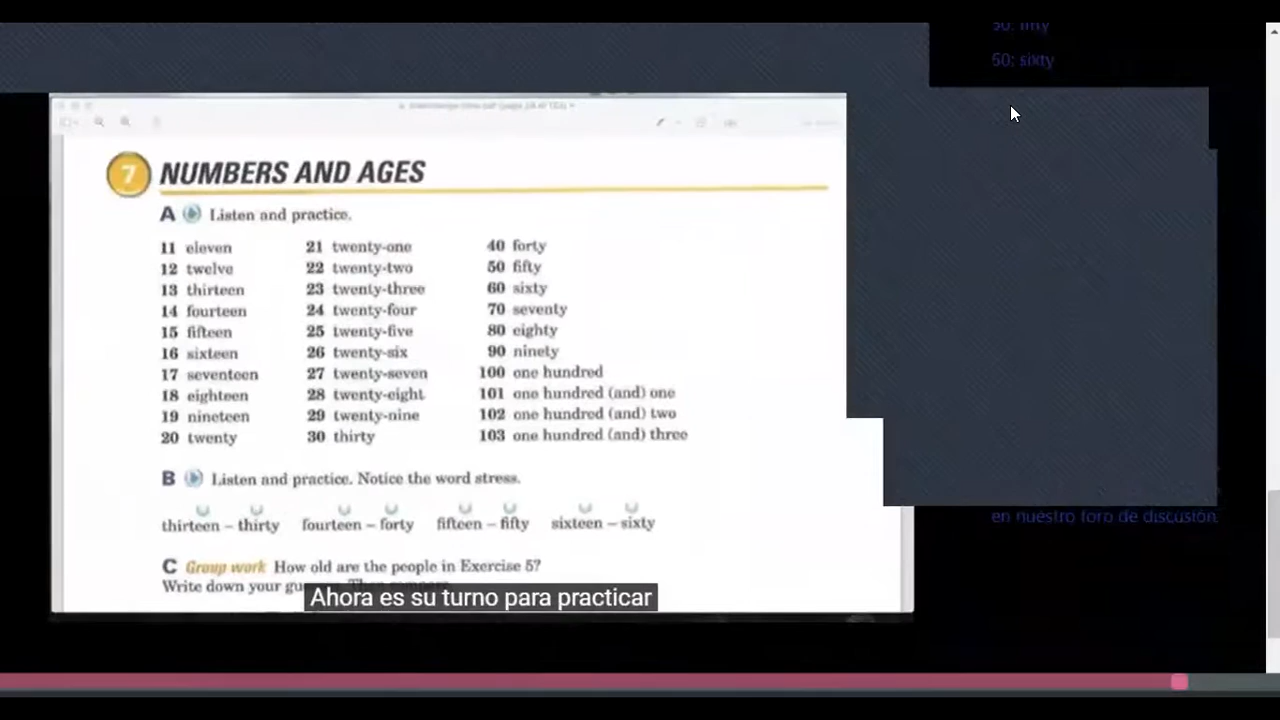 50: fifty
60: sixty
7 NUMBERS AND AGES
A Listen and practice.
11 eleven 21 twenty-one 40 forty
12 twelve 22 twenty-two 50 fifty
13 thirteen 23 twenty-three 60 sixty
14 fourteen 24 twenty-four 70 seventy
15 fifteen 25 twenty-five 80 eighty
16 sixteen 26 twenty-six 90 ninety
17 seventeen 27 twenty-seven 100 one hundred
18 eighteen 28 twenty-eight 101 one hundred (and) one
19 nineteen 29 twenty-nine 102 one hundred (and) two
20 twenty 30 thirty 103 one hundred (and) three
B Listen and practice. Notice the word stress.
thirteen – thirty fourteen – forty fifteen – fifty sixteen – sixty
C Group work How old are the people in Exercise 5?
Write down your
Ahora es su turno para practicar
en nuestro foro de discusión